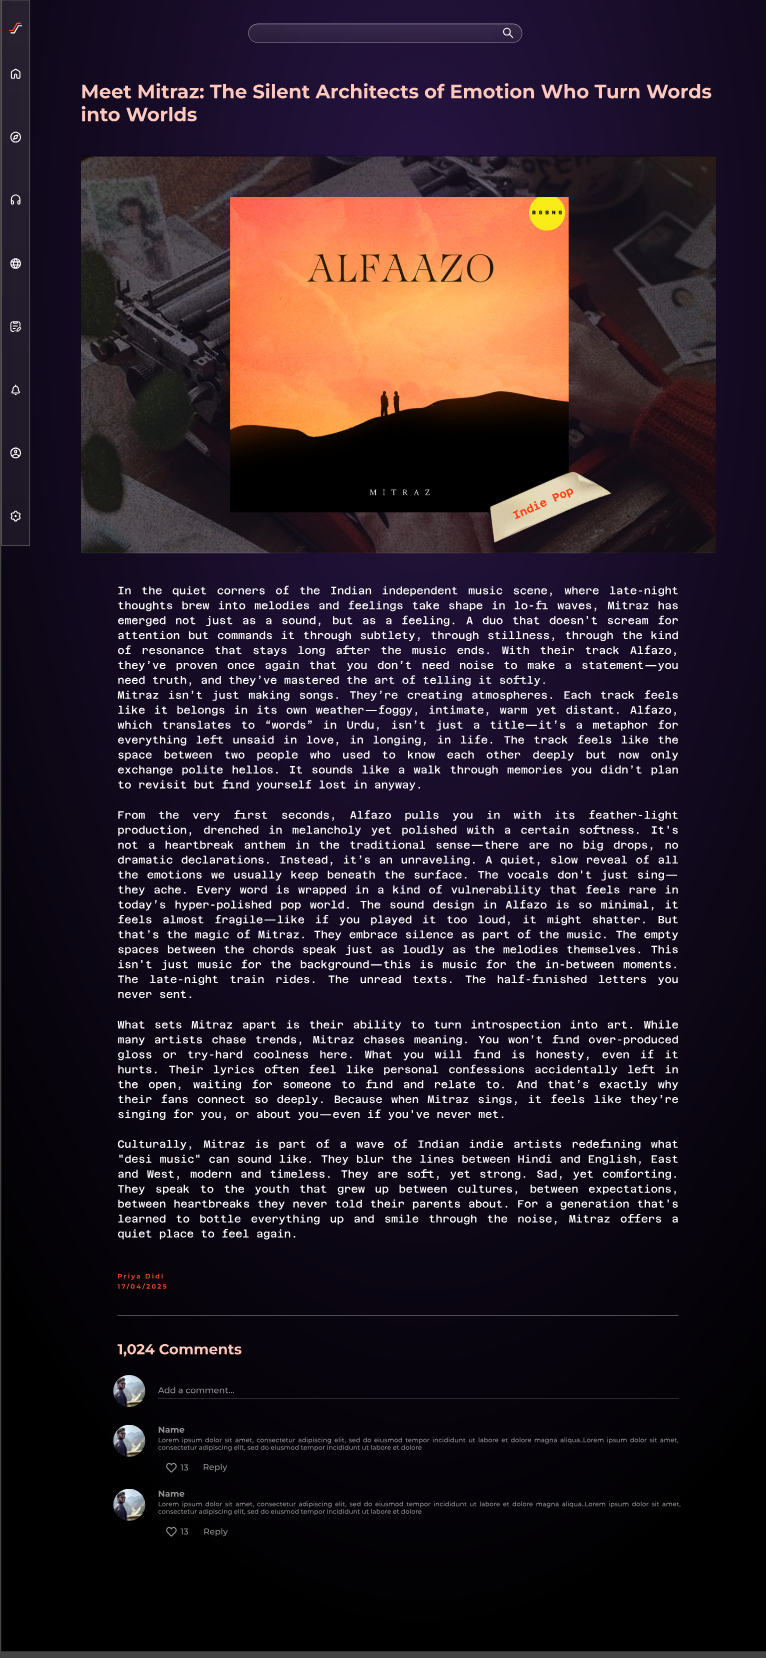 Meet Mitraz: The Silent Architects of Emotion Who Turn Words
into Worlds
ALFAAZO
MITRAZ
Indie Pop
In the quiet corners of the Indian independent music scene, where late-night
thoughts brew into melodies and feelings take shape in lo-fi waves, Mitraz has
emerged not just as a sound, but as a feeling. A duo that doesn't scream for
attention but commands it through subtlety, through stillness, through the kind
of resonance that stays long after the music ends. With their track Alfazo,
they've proven once again that you don't need noise to make a statement—you
need truth, and they've mastered the art of telling it softly.
Mitraz isn't just making songs. They're creating atmospheres. Each track feels
like it belongs in its own weather—foggy, intimate, warm yet distant. Alfazo,
which translates to “words” in Urdu, isn't just a title—it's a metaphor for
everything left unsaid in love, in longing, in life. The track feels like the
space between two people who used to know each other deeply but now only
exchange polite hellos. It sounds like a walk through memories you didn't plan
to revisit but find yourself lost in anyway.
From the very first seconds, Alfazo pulls you in with its feather-light
production, drenched in melancholy yet polished with a certain softness. It's
not a heartbreak anthem in the traditional sense—there are no big drops, no
dramatic declarations. Instead, it's an unraveling. A quiet, slow reveal of all
the emotions we usually keep beneath the surface. The vocals don't just sing—
they ache. Every word is wrapped in a kind of vulnerability that feels rare in
today's hyper-polished pop world. The sound design in Alfazo is so minimal, it
feels almost fragile—like if you played it too loud, it might shatter. But
that's the magic of Mitraz. They embrace silence as part of the music. The empty
spaces between the chords speak just as loudly as the melodies themselves. This
isn't just music for the background—this is music for the in-between moments.
The late-night train rides. The unread texts. The half-finished letters you
never sent.
What sets Mitraz apart is their ability to turn introspection into art. While
many artists chase trends, Mitraz chases meaning. You won't find over-produced
gloss or try-hard coolness here. What you will find is honesty, even if it
hurts. Their lyrics often feel like personal confessions accidentally left in
the open, waiting for someone to find and relate to. And that's exactly why
their fans connect so deeply. Because when Mitraz sings, it feels like they're
singing for you, or about you—even if you've never met.
Culturally, Mitraz is part of a wave of Indian indie artists redefining what
"desi music" can sound like. They blur the lines between Hindi and English, East
and West, modern and timeless. They are soft, yet strong. Sad, yet comforting.
They speak to the youth that grew up between cultures, between expectations,
between heartbreaks they never told their parents about. For a generation that's
learned to bottle everything up and smile through the noise, Mitraz offers a
quiet place to feel again.
Priya Didi
17/04/2025
1,024 Comments
Add a comment...
Name
Lorem ipsum dolor sit amet, consectetur adipiscing elit, sed do eiusmod tempor incididunt ut labore et dolore magna aliqua..Lorem ipsum dolor sit amet,
consectetur adipiscing elit, sed do eiusmod tempor incididunt ut labore et dolore
13 Reply
Name
Lorem ipsum dolor sit amet, consectetur adipiscing elit, sed do eiusmod tempor incididunt ut labore et dolore magna aliqua..Lorem ipsum dolor sit amet,
consectetur adipiscing elit, sed do eiusmod tempor incididunt ut labore et dolore
13 Reply